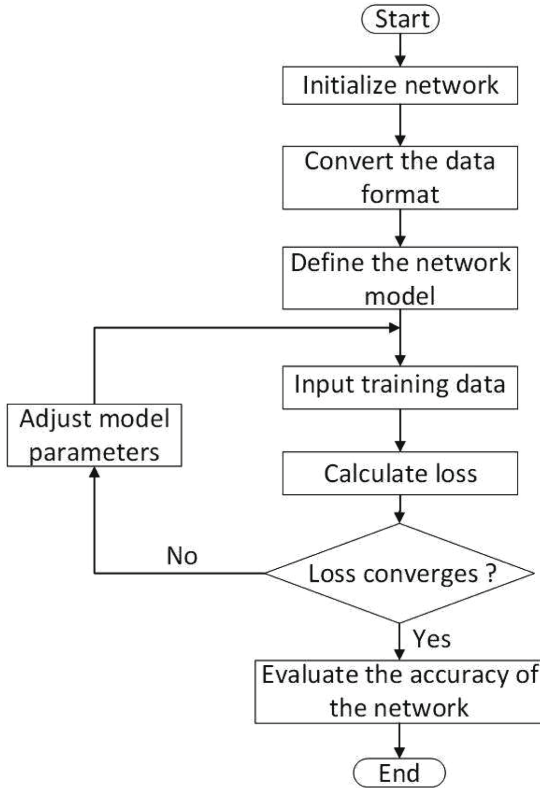 Start
Initialize network
Convert the data
format
Define the network
model
Input training data
Adjust model
parameters
Calculate loss
No
Loss converges ?
Yes
Evaluate the accuracy of
the network
End